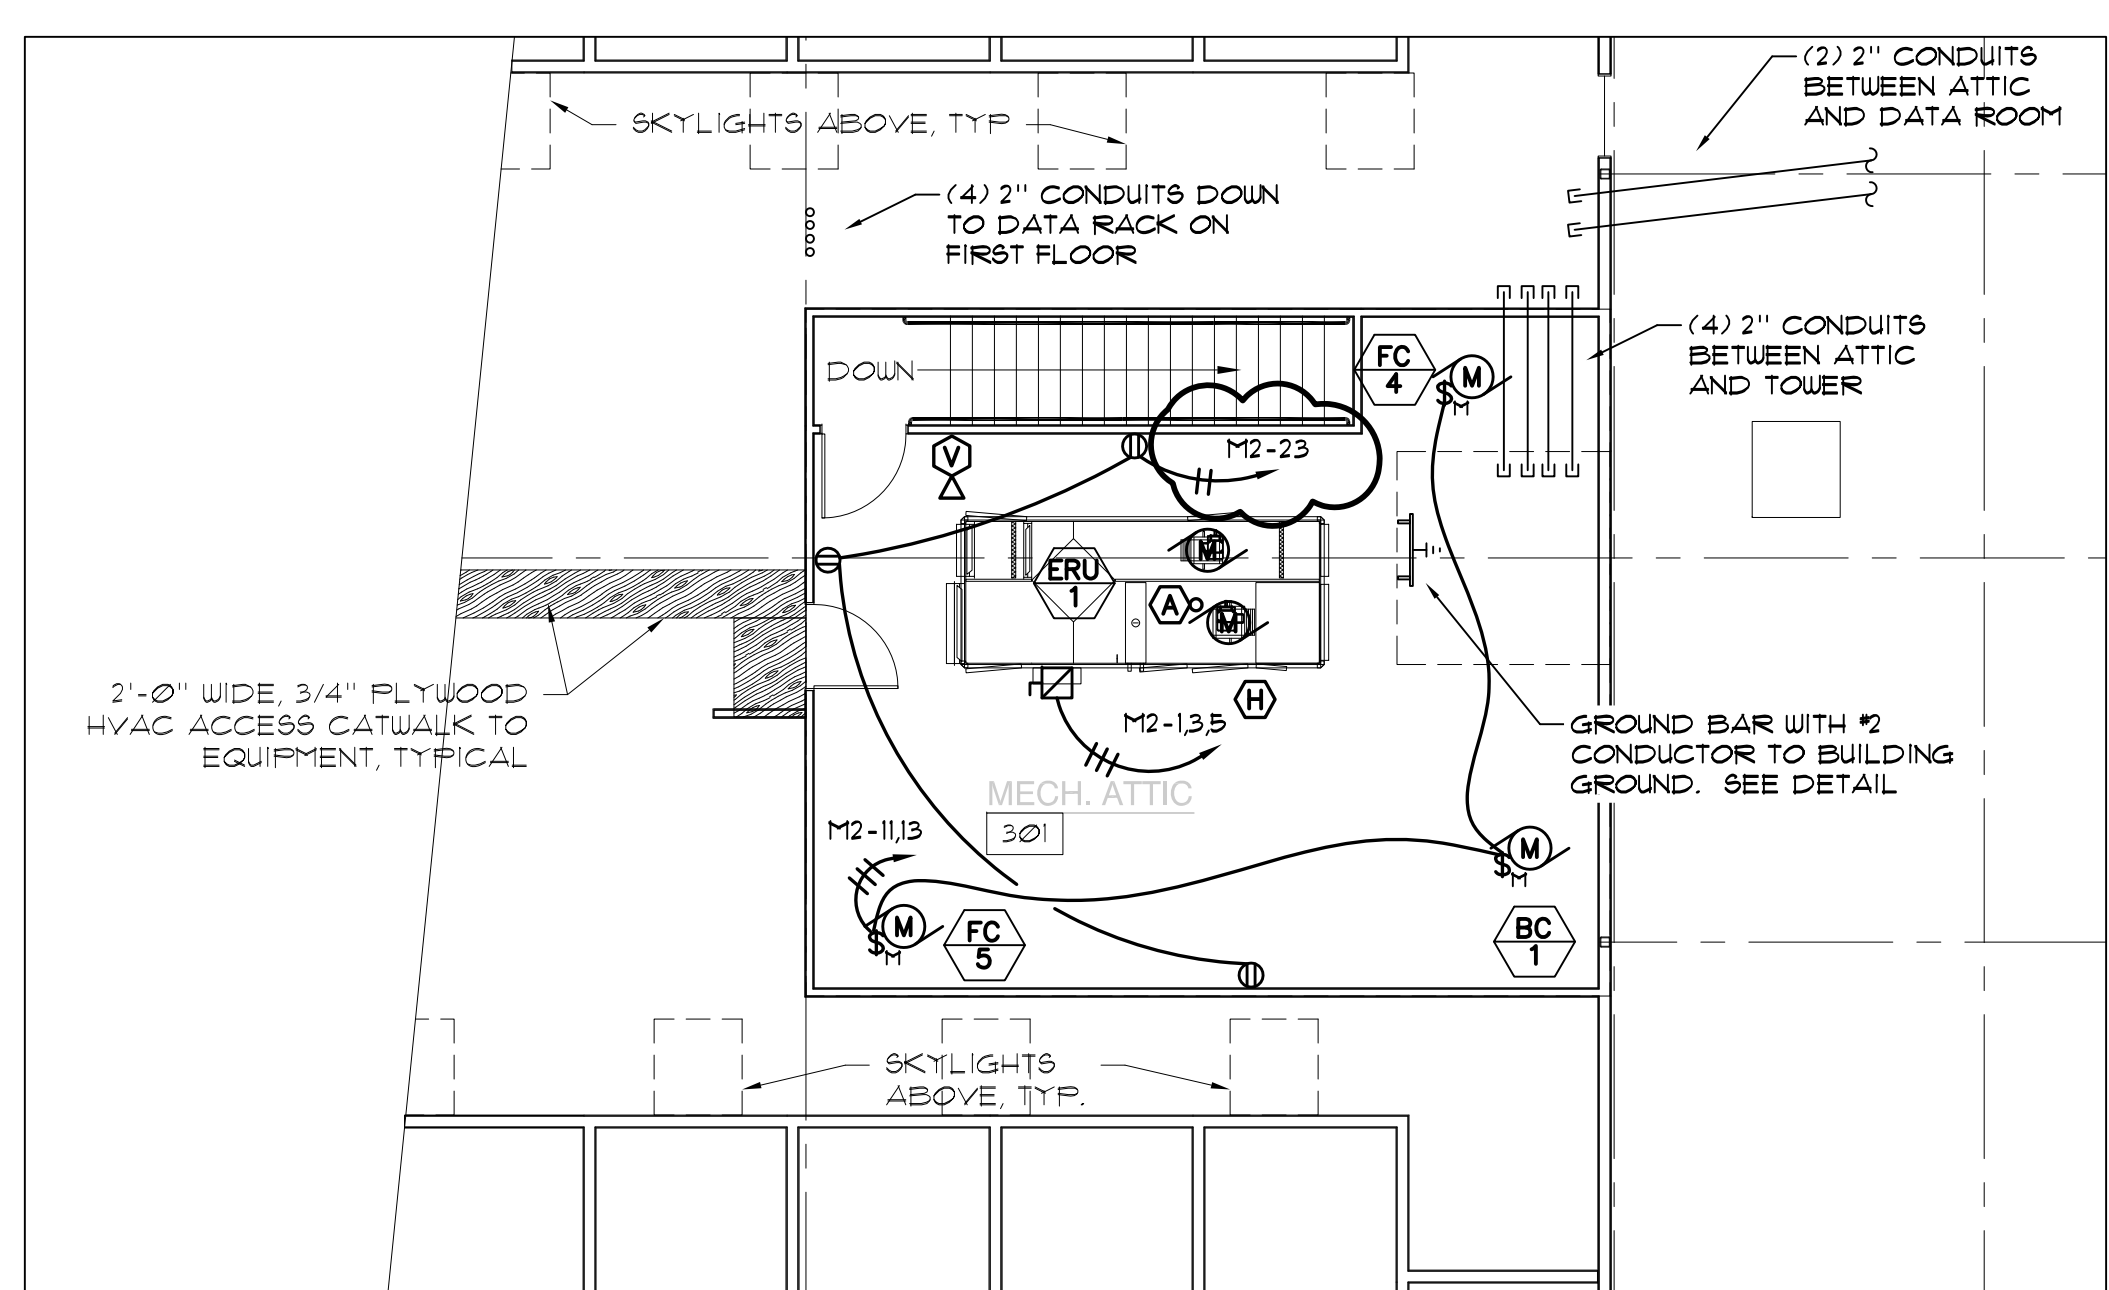 (2) 2" CONDUITS
BETWEEN ATTIC
AND DATA ROOM
SKYLIGHTS ABOVE, TYP
(4) 2" CONDUITS DOWN
TO DATA RACK ON
FIRST FLOOR
(4) 2" CONDUITS
BETWEEN ATTIC
AND TOWER
DOWN
FC
4
M
$M
M2-23
V
M
ERU
1
A
M
H
2'-0" WIDE, 3/4" PLYWOOD
HVAC ACCESS CATWALK TO
EQUIPMENT, TYPICAL
M2-1,3,5
GROUND BAR WITH #2
CONDUCTOR TO BUILDING
GROUND. SEE DETAIL
MECH. ATTIC
301
M2-11,13
M
$M
M
$M
FC
5
BC
1
SKYLIGHTS
ABOVE, TYP.